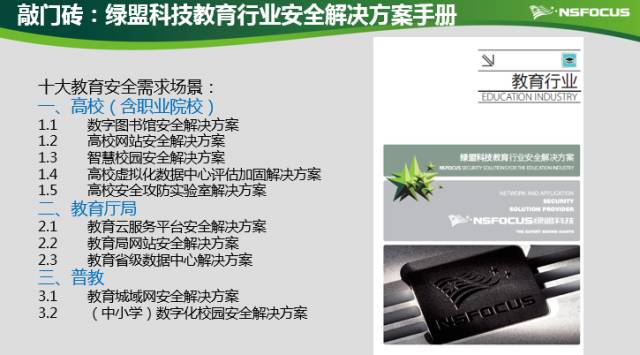 敲门砖：绿盟科技教育行业安全解决方案手册
NSFOCUS
十大教育安全需求场景：
一、高校（含职业院校）
1.1 数字图书馆安全解决方案
1.2 高校网站安全解决方案
1.3 智慧校园安全解决方案
1.4 高校虚拟化数据中心评估加固解决方案
1.5 高校安全攻防实验室解决方案
二、教育厅局
2.1 教育云服务平台安全解决方案
2.2 教育局网站安全解决方案
2.3 教育省级数据中心解决方案
三、普教
3.1 教育城域网安全解决方案
3.2 （中小学）数字化校园安全解决方案
教育行业
EDUCATION INDUSTRY
绿盟科技教育行业安全解决方案
NSFOCUS SECURITY SOLUTION FOR THE EDUCATION INDUSTRY
NETWORK AND APPLICATION
SECURITY
SOLUTION PROVIDER
NSFOCUS绿盟科技
THE EXPERT BEHIND GIANTS
NSFOCUS